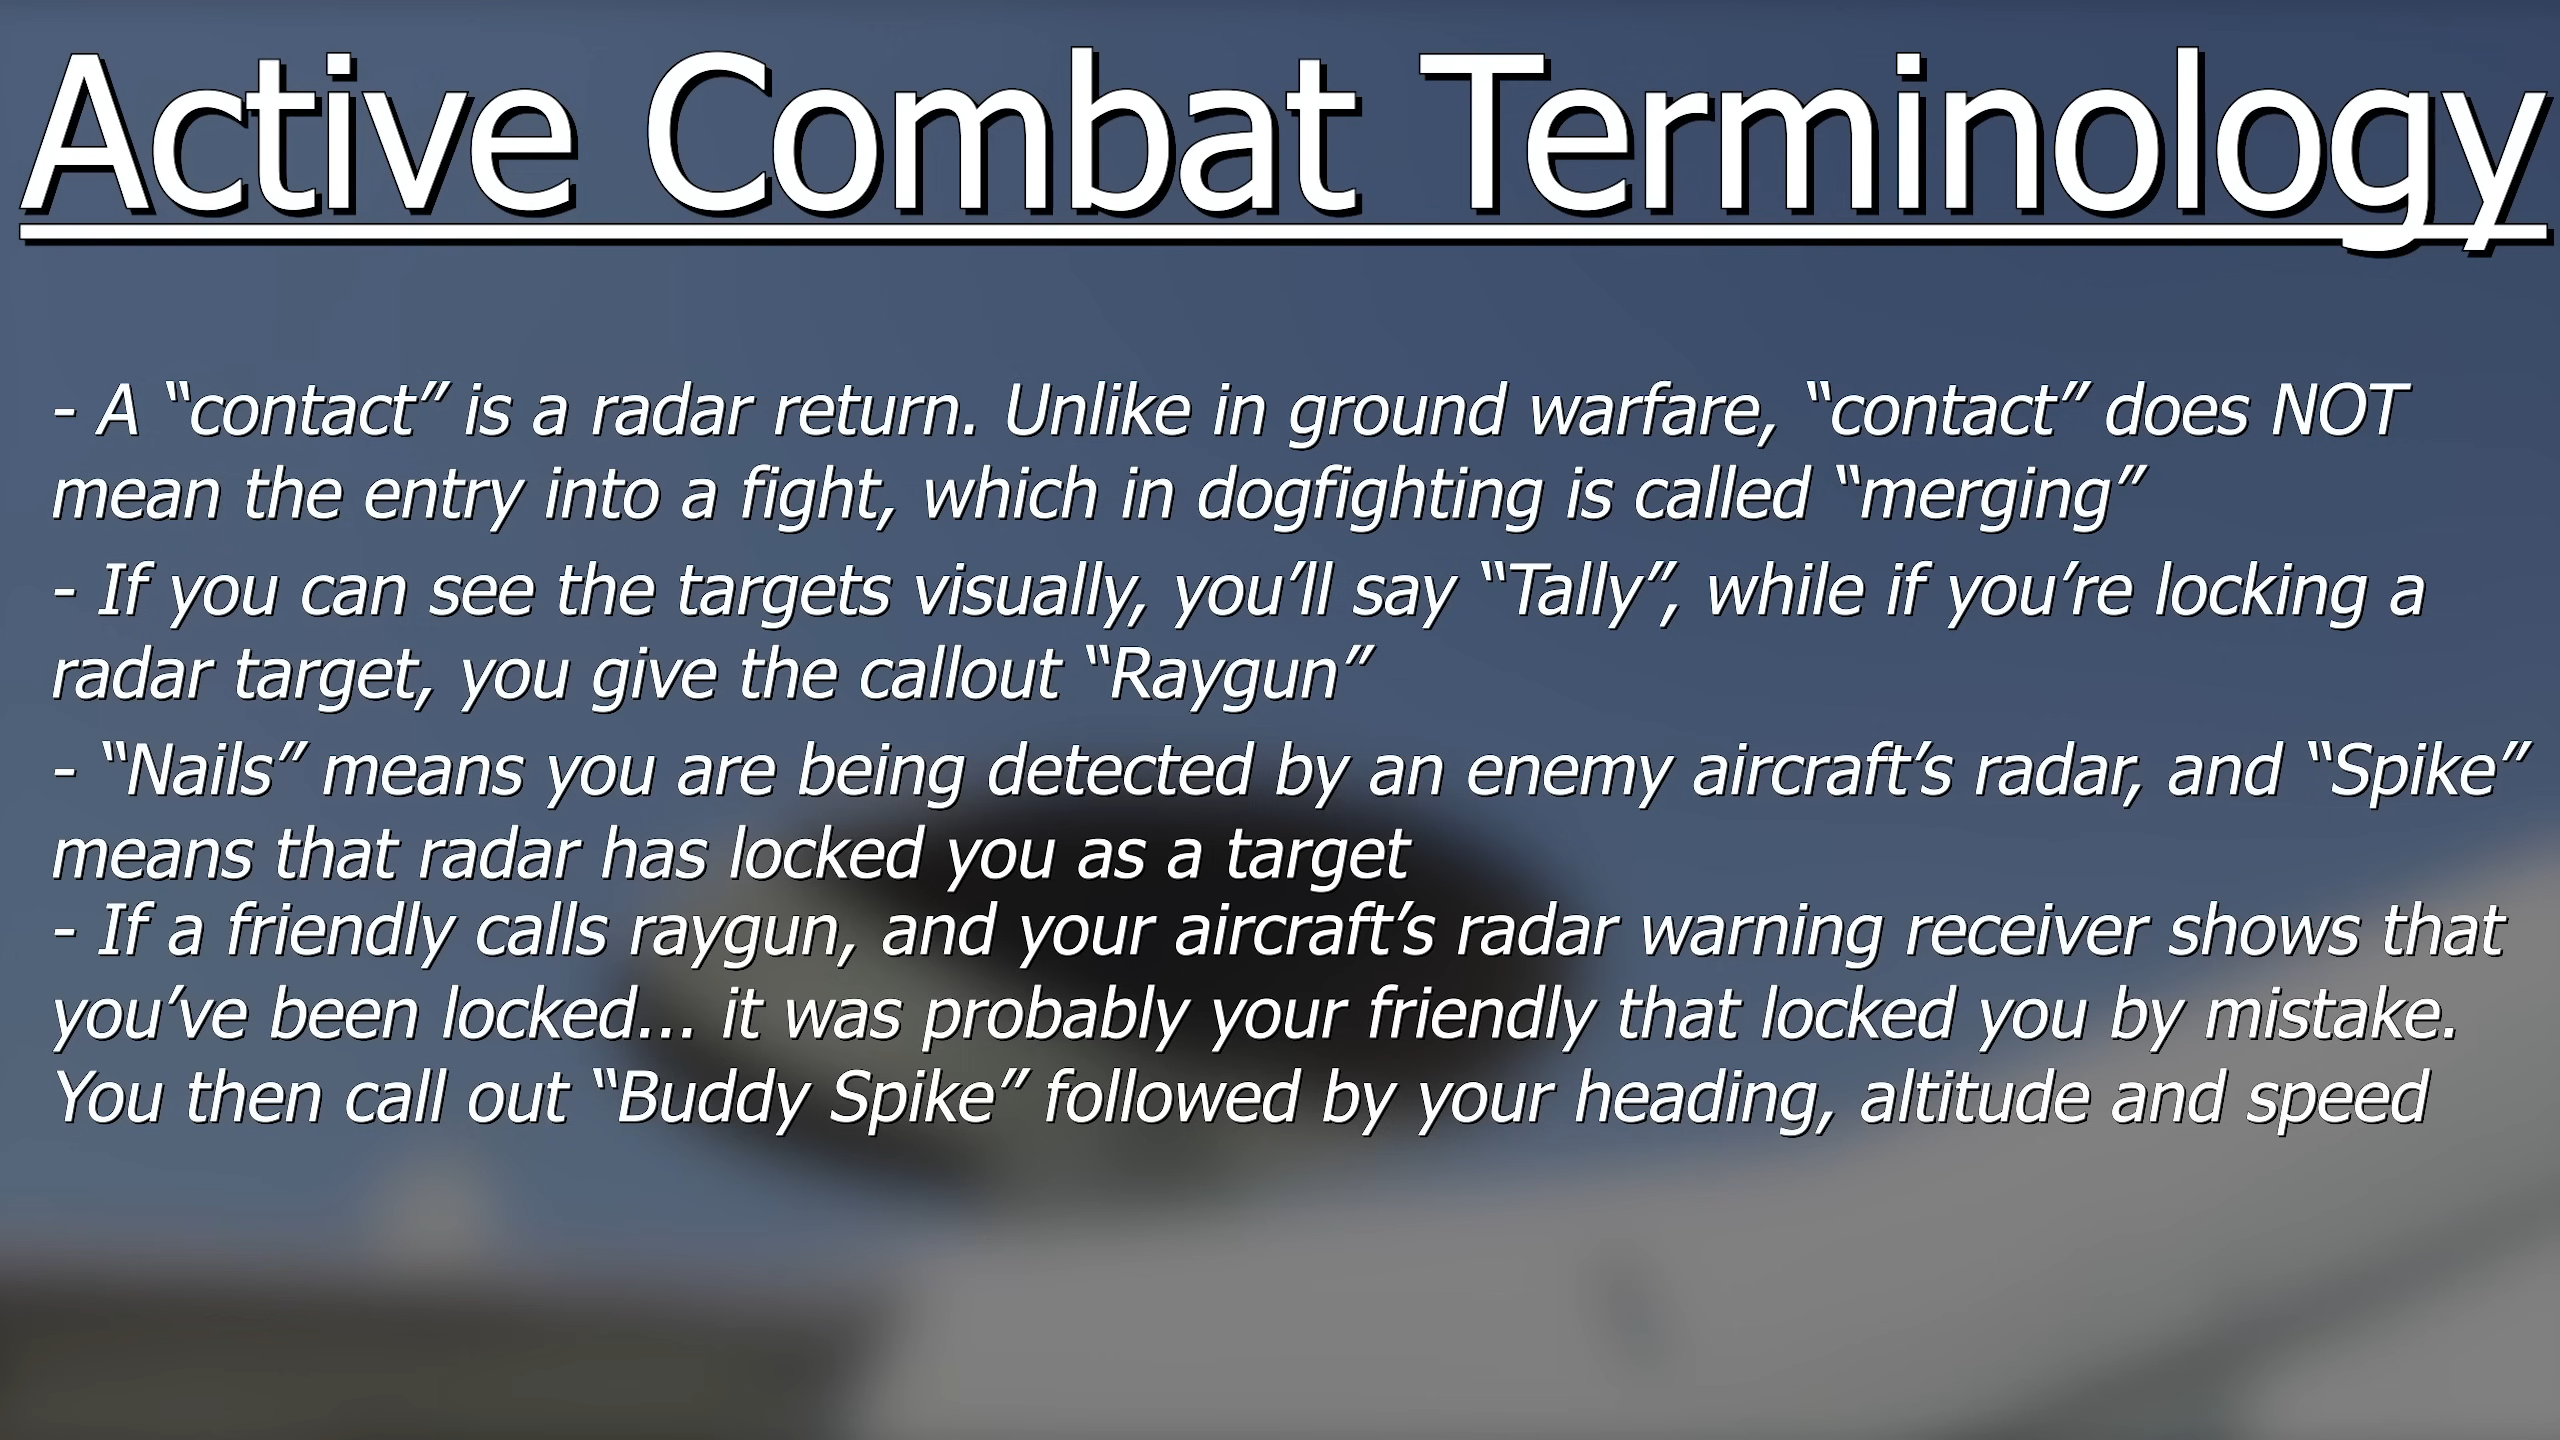 Active Combat Terminology
- A “contact” is a radar return. Unlike in ground warfare, “contact” does NOT
mean the entry into a fight, which in dogfighting is called “merging”
- If you can see the targets visually, you’ll say “Tally”, while if you’re locking a
radar target, you give the callout “Raygun”
- “Nails” means you are being detected by an enemy aircraft’s radar, and “Spike”
means that radar has locked you as a target
- If a friendly calls raygun, and your aircraft’s radar warning receiver shows that
you’ve been locked... it was probably your friendly that locked you by mistake.
You then call out “Buddy Spike” followed by your heading, altitude and speed